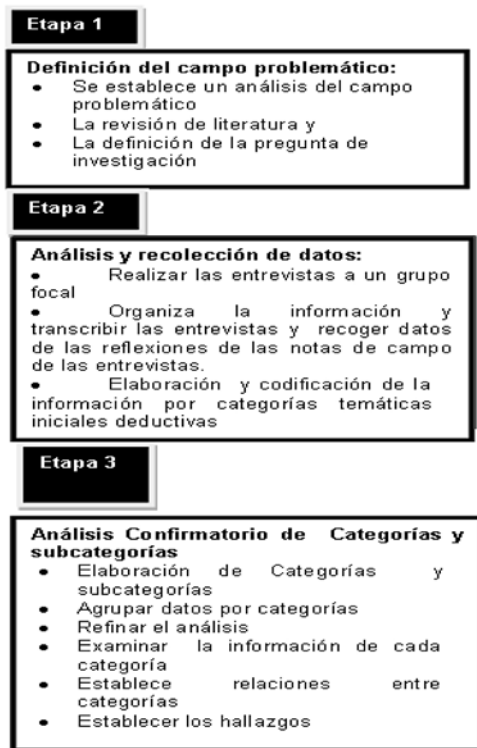 Etapa 1
Definición del campo problemático:
• Se establece un análisis del campo
problemático
• La revisión de literatura y
• La definición de la pregunta de
investigación
Etapa 2
Análisis y recolección de datos:
• Realizar las entrevistas a un grupo
focal
• Organiza la información y
transcribir las entrevistas y recoger datos
de las reflexiones de las notas de campo
de las entrevistas.
• Elaboración y codificación de la
información por categorías temáticas
iniciales deductivas
Etapa 3
Análisis Confirmatorio de Categorías y
subcategorías
• Elaboración de Categorías y
subcategorías
• Agrupar datos por categorías
• Refinar el análisis
• Examinar la información de cada
categoría
• Establece relaciones entre
categorías
• Establecer los hallazgos